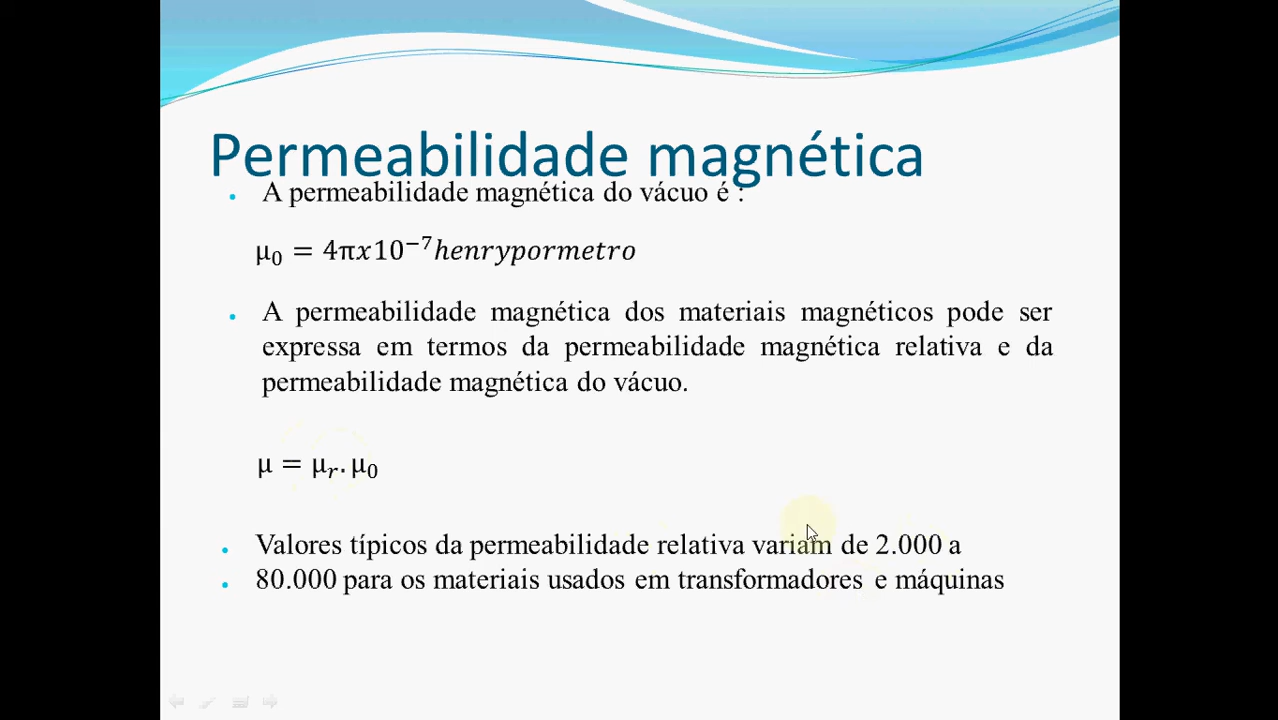 Permeabilidade magnética
• A permeabilidade magnética do vácuo é :
μ₀ = 4πx10⁻⁷henrypormetro
• A permeabilidade magnética dos materiais magnéticos pode ser
expressa em termos da permeabilidade magnética relativa e da
permeabilidade magnética do vácuo.
μ = μᵣ.μ₀
• Valores típicos da permeabilidade relativa variam de 2.000 a
• 80.000 para os materiais usados em transformadores e máquinas